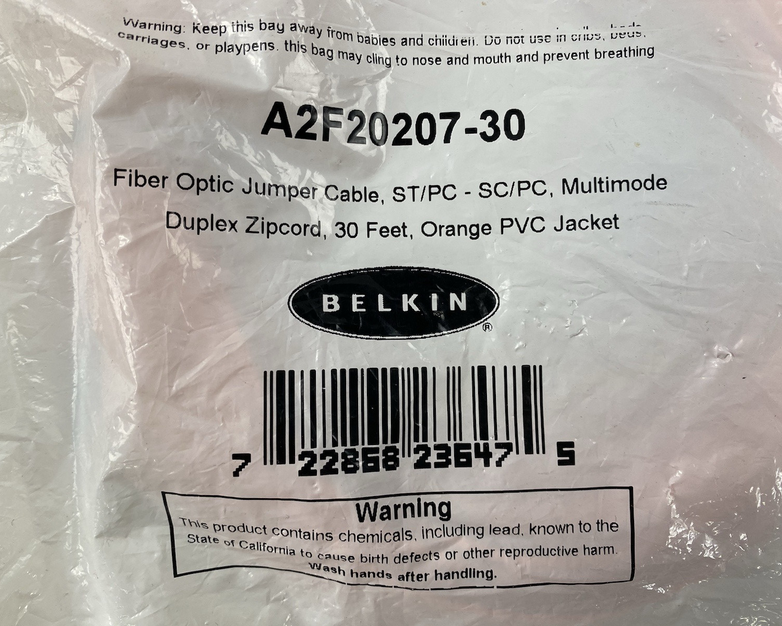 Warning: Keep this bag away from babies and children. Do not use in cribs, beds,
carriages, or playpens. this bag may cling to nose and mouth and prevent breathing
A2F20207-30
Fiber Optic Jumper Cable, ST/PC - SC/PC, Multimode
Duplex Zipcord, 30 Feet, Orange PVC Jacket
BELKIN®
7 22868 23647 5
Warning
This product contains chemicals, including lead, known to the
State of California to cause birth defects or other reproductive harm.
Wash hands after handling.